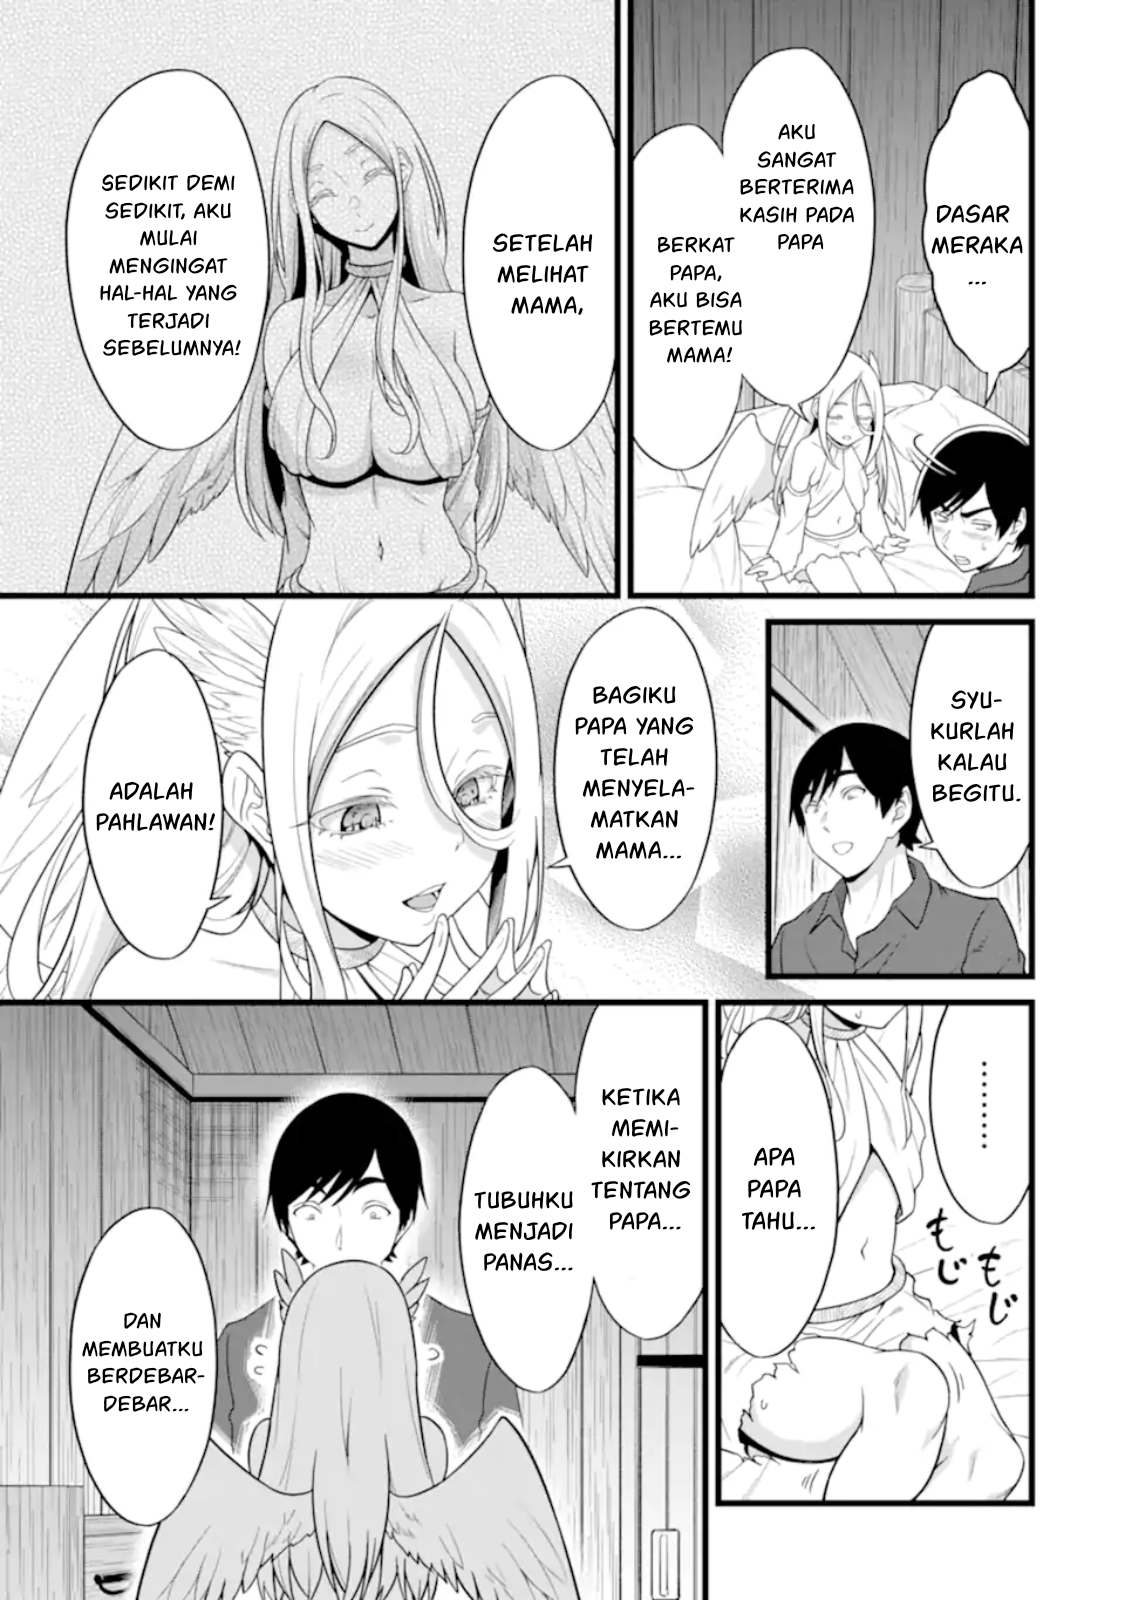 DASAR
MERAKA
...
AKU
SANGAT
BERTERIMA
KASIH PADA
PAPA
BERKAT
PAPA,
AKU BISA
BERTEMU
MAMA!
SETELAH
MELIHAT
MAMA,
SEDIKIT DEMI
SEDIKIT, AKU
MULAI
MENGINGAT
HAL-HAL YANG
TERJADI
SEBELUMNYA!
SYU-
KURLAH
KALAU
BEGITU.
BAGIKU
PAPA YANG
TELAH
MENYELA-
MATKAN
MAMA...
ADALAH
PAHLAWAN!
.........
もじ
もじ
APA
PAPA
TAHU...
KETIKA
MEMI-
KIRKAN
TENTANG
PAPA...
TUBUHKU
MENJADI
PANAS...
DAN
MEMBUATKU
BERDEBAR-
DEBAR...